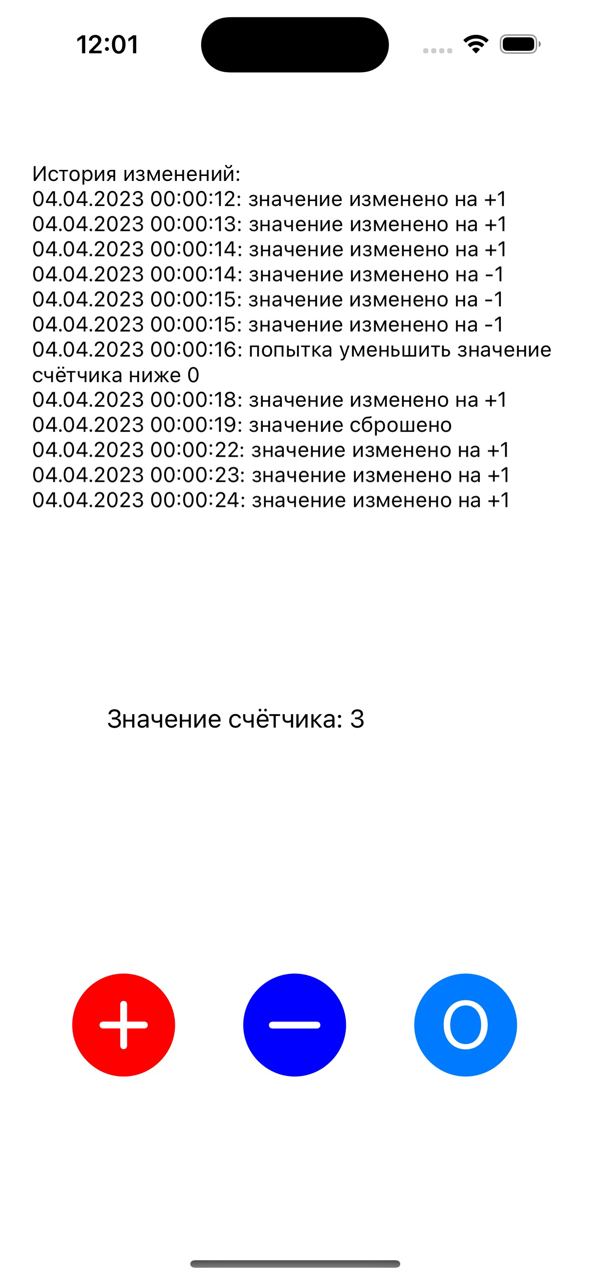 12:01
История изменений:
04.04.2023 00:00:12: значение изменено на +1
04.04.2023 00:00:13: значение изменено на +1
04.04.2023 00:00:14: значение изменено на +1
04.04.2023 00:00:14: значение изменено на -1
04.04.2023 00:00:15: значение изменено на -1
04.04.2023 00:00:15: значение изменено на -1
04.04.2023 00:00:16: попытка уменьшить значение
счётчика ниже 0
04.04.2023 00:00:18: значение изменено на +1
04.04.2023 00:00:19: значение сброшено
04.04.2023 00:00:22: значение изменено на +1
04.04.2023 00:00:23: значение изменено на +1
04.04.2023 00:00:24: значение изменено на +1
Значение счётчика: 3
+ − O